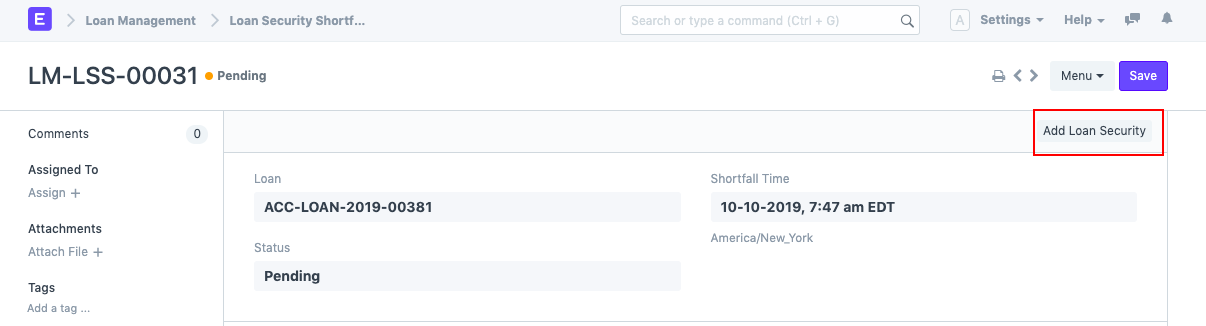 E Loan Management Loan Security Shortf... Search or type a command (Ctrl + G) A Settings Help
LM-LSS-00031 Pending Menu Save
Comments 0
Add Loan Security
Assigned To
Assign +
Attachments
Attach File +
Tags
Add a tag ...
Loan
ACC-LOAN-2019-00381
Status
Pending
Shortfall Time
10-10-2019, 7:47 am EDT
America/New_York